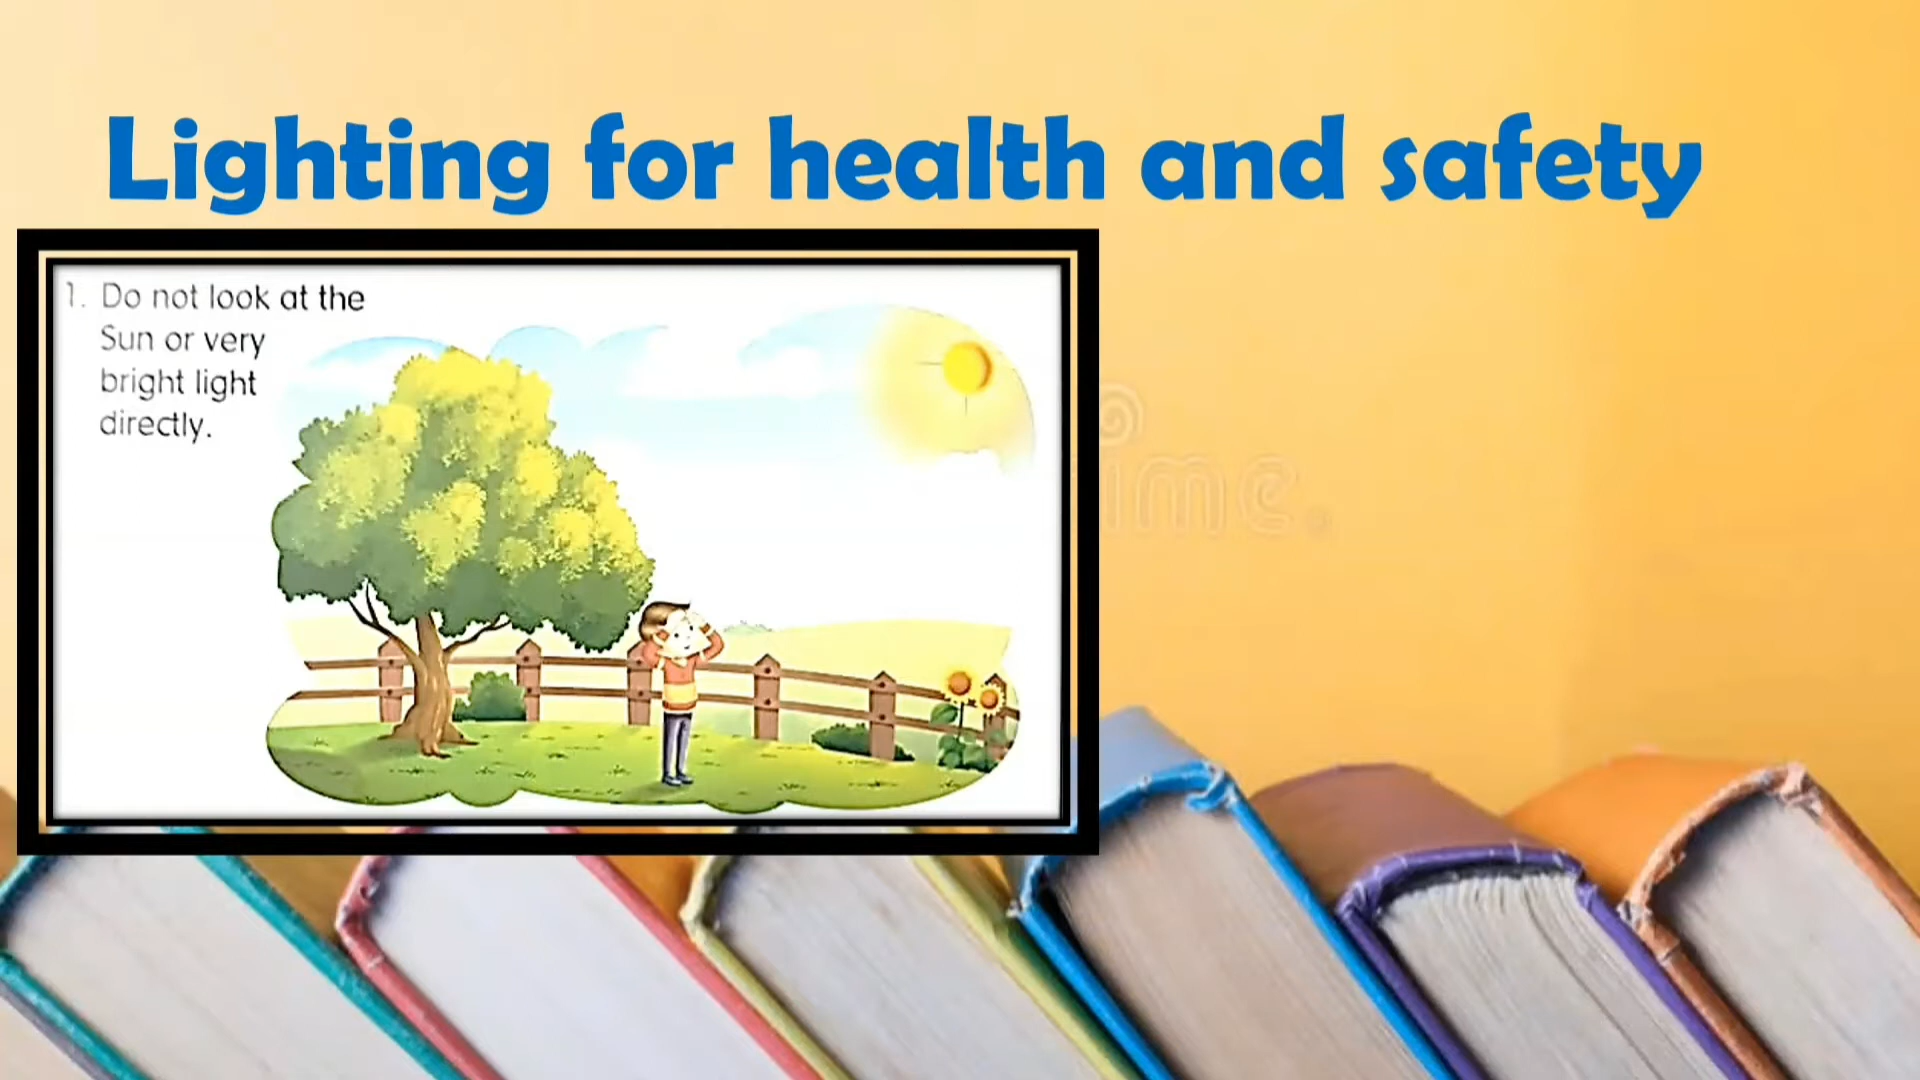 Lighting for health and safety
1. Do not look at the
Sun or very
bright light
directly.